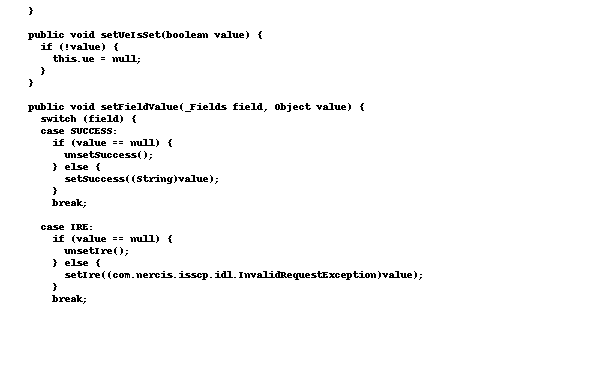 }

public void setUeIsSet(boolean value) {
  if (!value) {
    this.ue = null;
  }
}

public void setFieldValue(_Fields field, Object value) {
  switch (field) {
  case SUCCESS:
    if (value == null) {
      unsetSuccess();
    } else {
      setSuccess((String)value);
    }
    break;

  case IRE:
    if (value == null) {
      unsetIre();
    } else {
      setIre((com.nercis.isscp.idl.InvalidRequestException)value);
    }
    break;